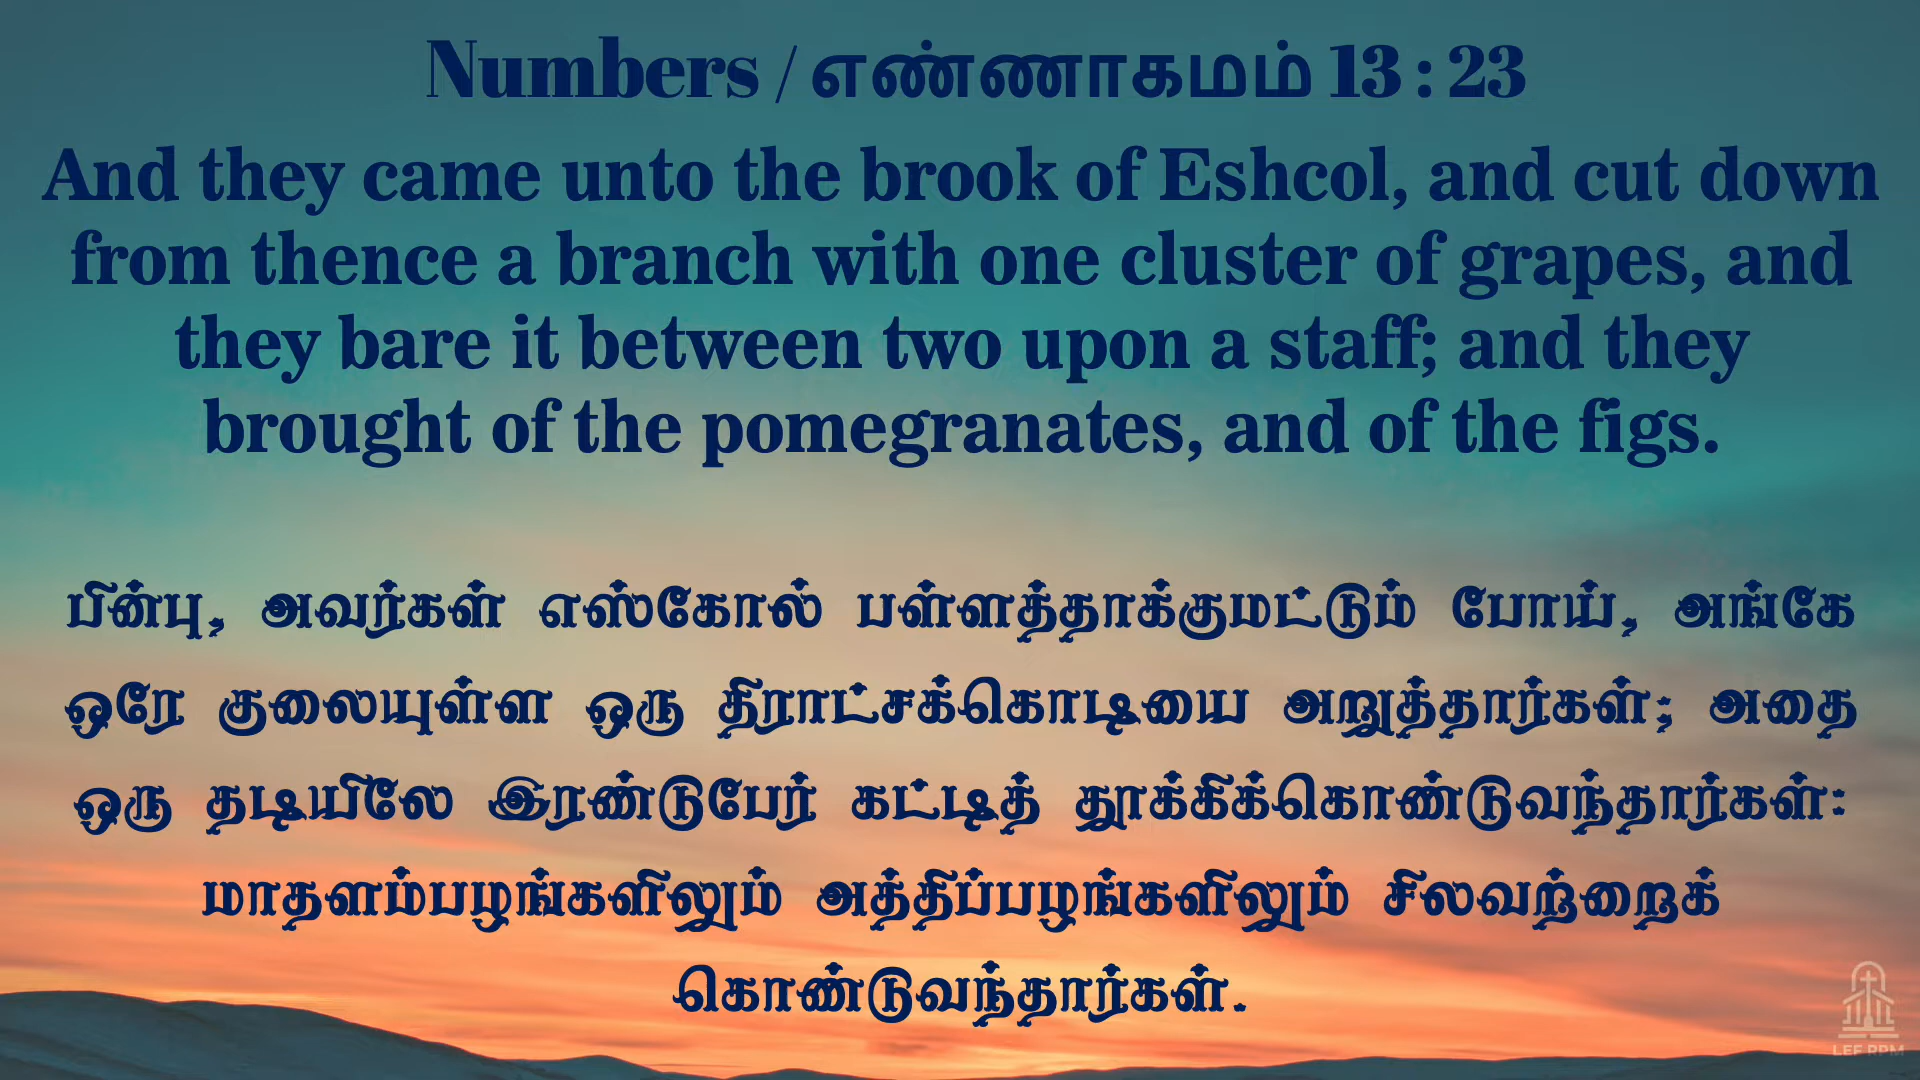 Numbers / எண்ணாகமம் 13 : 23
And they came unto the brook of Eshcol, and cut down
from thence a branch with one cluster of grapes, and
they bare it between two upon a staff; and they
brought of the pomegranates, and of the figs.
பின்பு, அவர்கள் எஸ்கோல் பள்ளத்தாக்குமட்டும் போய், அங்கே
ஒரே குலையுள்ள ஒரு திராட்சக்கொடியை அறுத்தார்கள்; அதை
ஒரு தடியிலே இரண்டுபேர் கட்டித் தூக்கிக்கொண்டுவந்தார்கள்:
மாதளம்பழங்களிலும் அத்திப்பழங்களிலும் சிலவற்றைக்
கொண்டுவந்தார்கள்.
LEF RPM